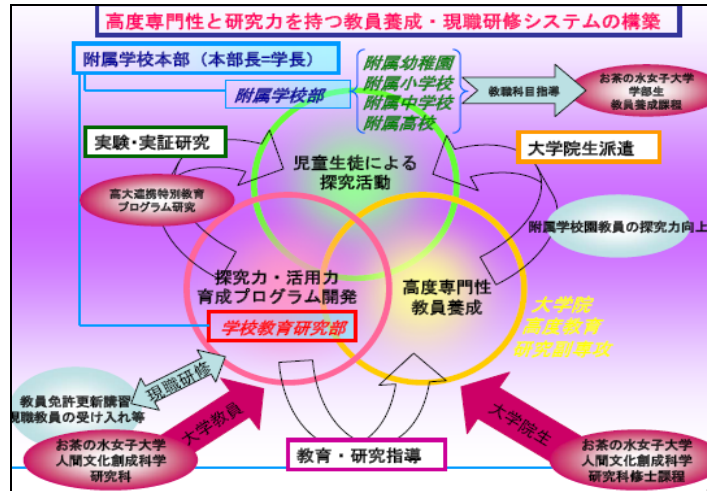 高度専門性と研究力を持つ教員養成・現職研修システムの構築
附属学校本部（本部長=学長）
附属学校部
附属幼稚園
附属小学校
附属中学校
附属高校
教職科目指導
お茶の水女子大学
学部生
教員養成課程
実験・実証研究
児童生徒による
探究活動
大学院生派遣
高大連携特別教育
プログラム研究
附属学校園教員の探究力向上
探究力・活用力
育成プログラム開発
学校教育研究部
高度専門性
教員養成
大学院
高度教育
研究副専攻
現職研修
教員免許更新講習
現職教員の受け入れ等
大学教員
大学院生
お茶の水女子大学
人間文化創成科学
研究科
教育・研究指導
お茶の水女子大学
人間文化創成科学
研究科修士課程